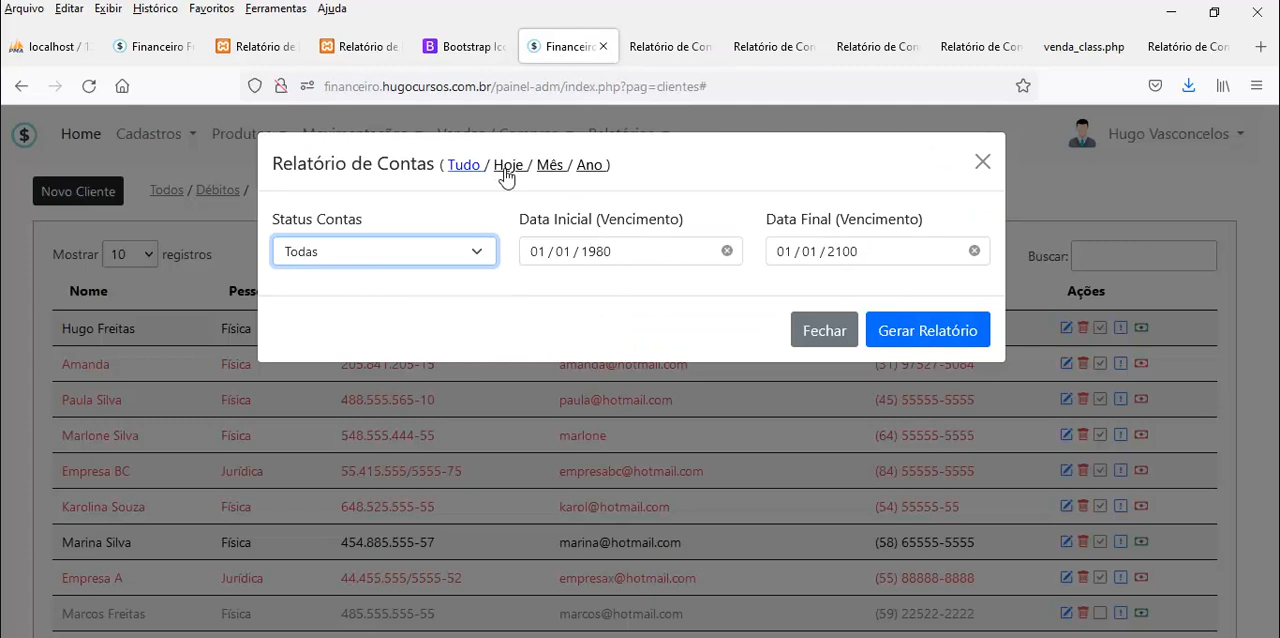 Arquivo Editar Exibir Histórico Favoritos Ferramentas Ajuda
localhost / 1 Financeiro F Relatório de Relatório de Bootstrap Ico Financeiro Relatório de Con Relatório de Con Relatório de Con Relatório de Con venda_class.php Relatório de Con
financeiro.hugocursos.com.br/painel-adm/index.php?pag=clientes#
Home Cadastros Hugo Vasconcelos
Relatório de Contas ( Tudo / Hoje / Mês / Ano )
Novo Cliente Todos / Débitos /
Status Contas Data Inicial (Vencimento) Data Final (Vencimento)
Todas 01 / 01 / 1980 01 / 01 / 2100
Mostrar 10 registros Buscar:
Nome Ações
Hugo Freitas Física
Fechar Gerar Relatório
Amanda Física amanda@hotmail.com
Paula Silva Física 488.555.565-10 paula@hotmail.com (45) 55555-5555
Marlone Silva Física 548.555.444-55 marlone (64) 55555-5555
Empresa BC Jurídica 55.415.555/5555-75 empresabc@hotmail.com (84) 55555-5555
Karolina Souza Física 648.525.555-55 karol@hotmail.com (54) 55555-55
Marina Silva Física 454.885.555-57 marina@hotmail.com (58) 65555-5555
Empresa A Jurídica 44.455.555/5555-52 empresax@hotmail.com (55) 88888-8888
Marcos Freitas Física 485.555.555-55 marcos@hotmail.com (59) 22522-2222